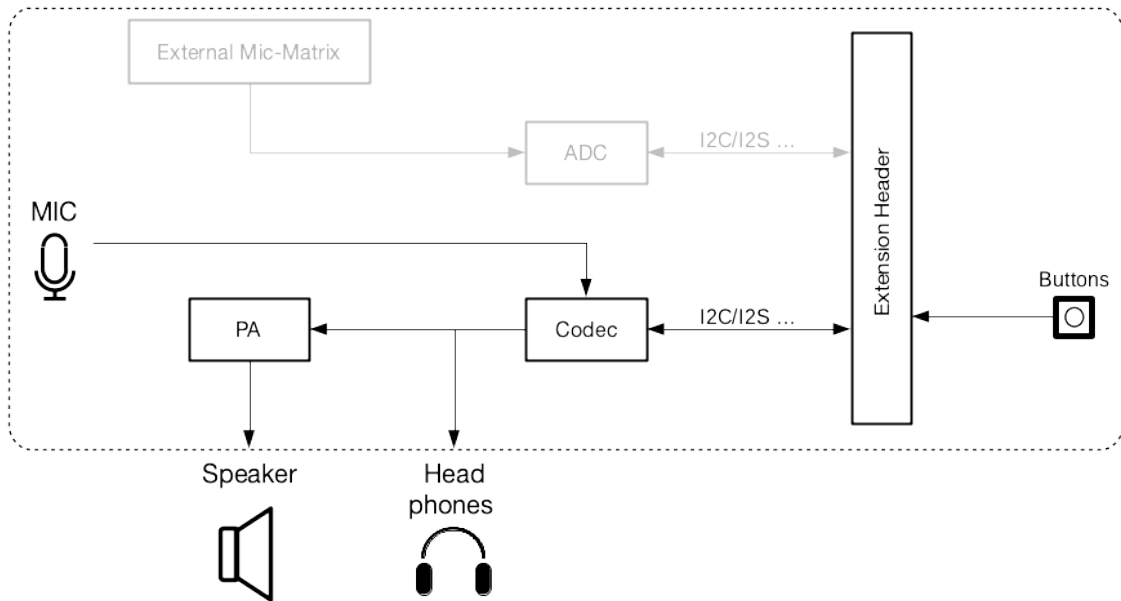 External Mic-Matrix
ADC
I2C/I2S ...
Extension Header
MIC
Buttons
PA
Codec
I2C/I2S ...
Speaker
Head
phones